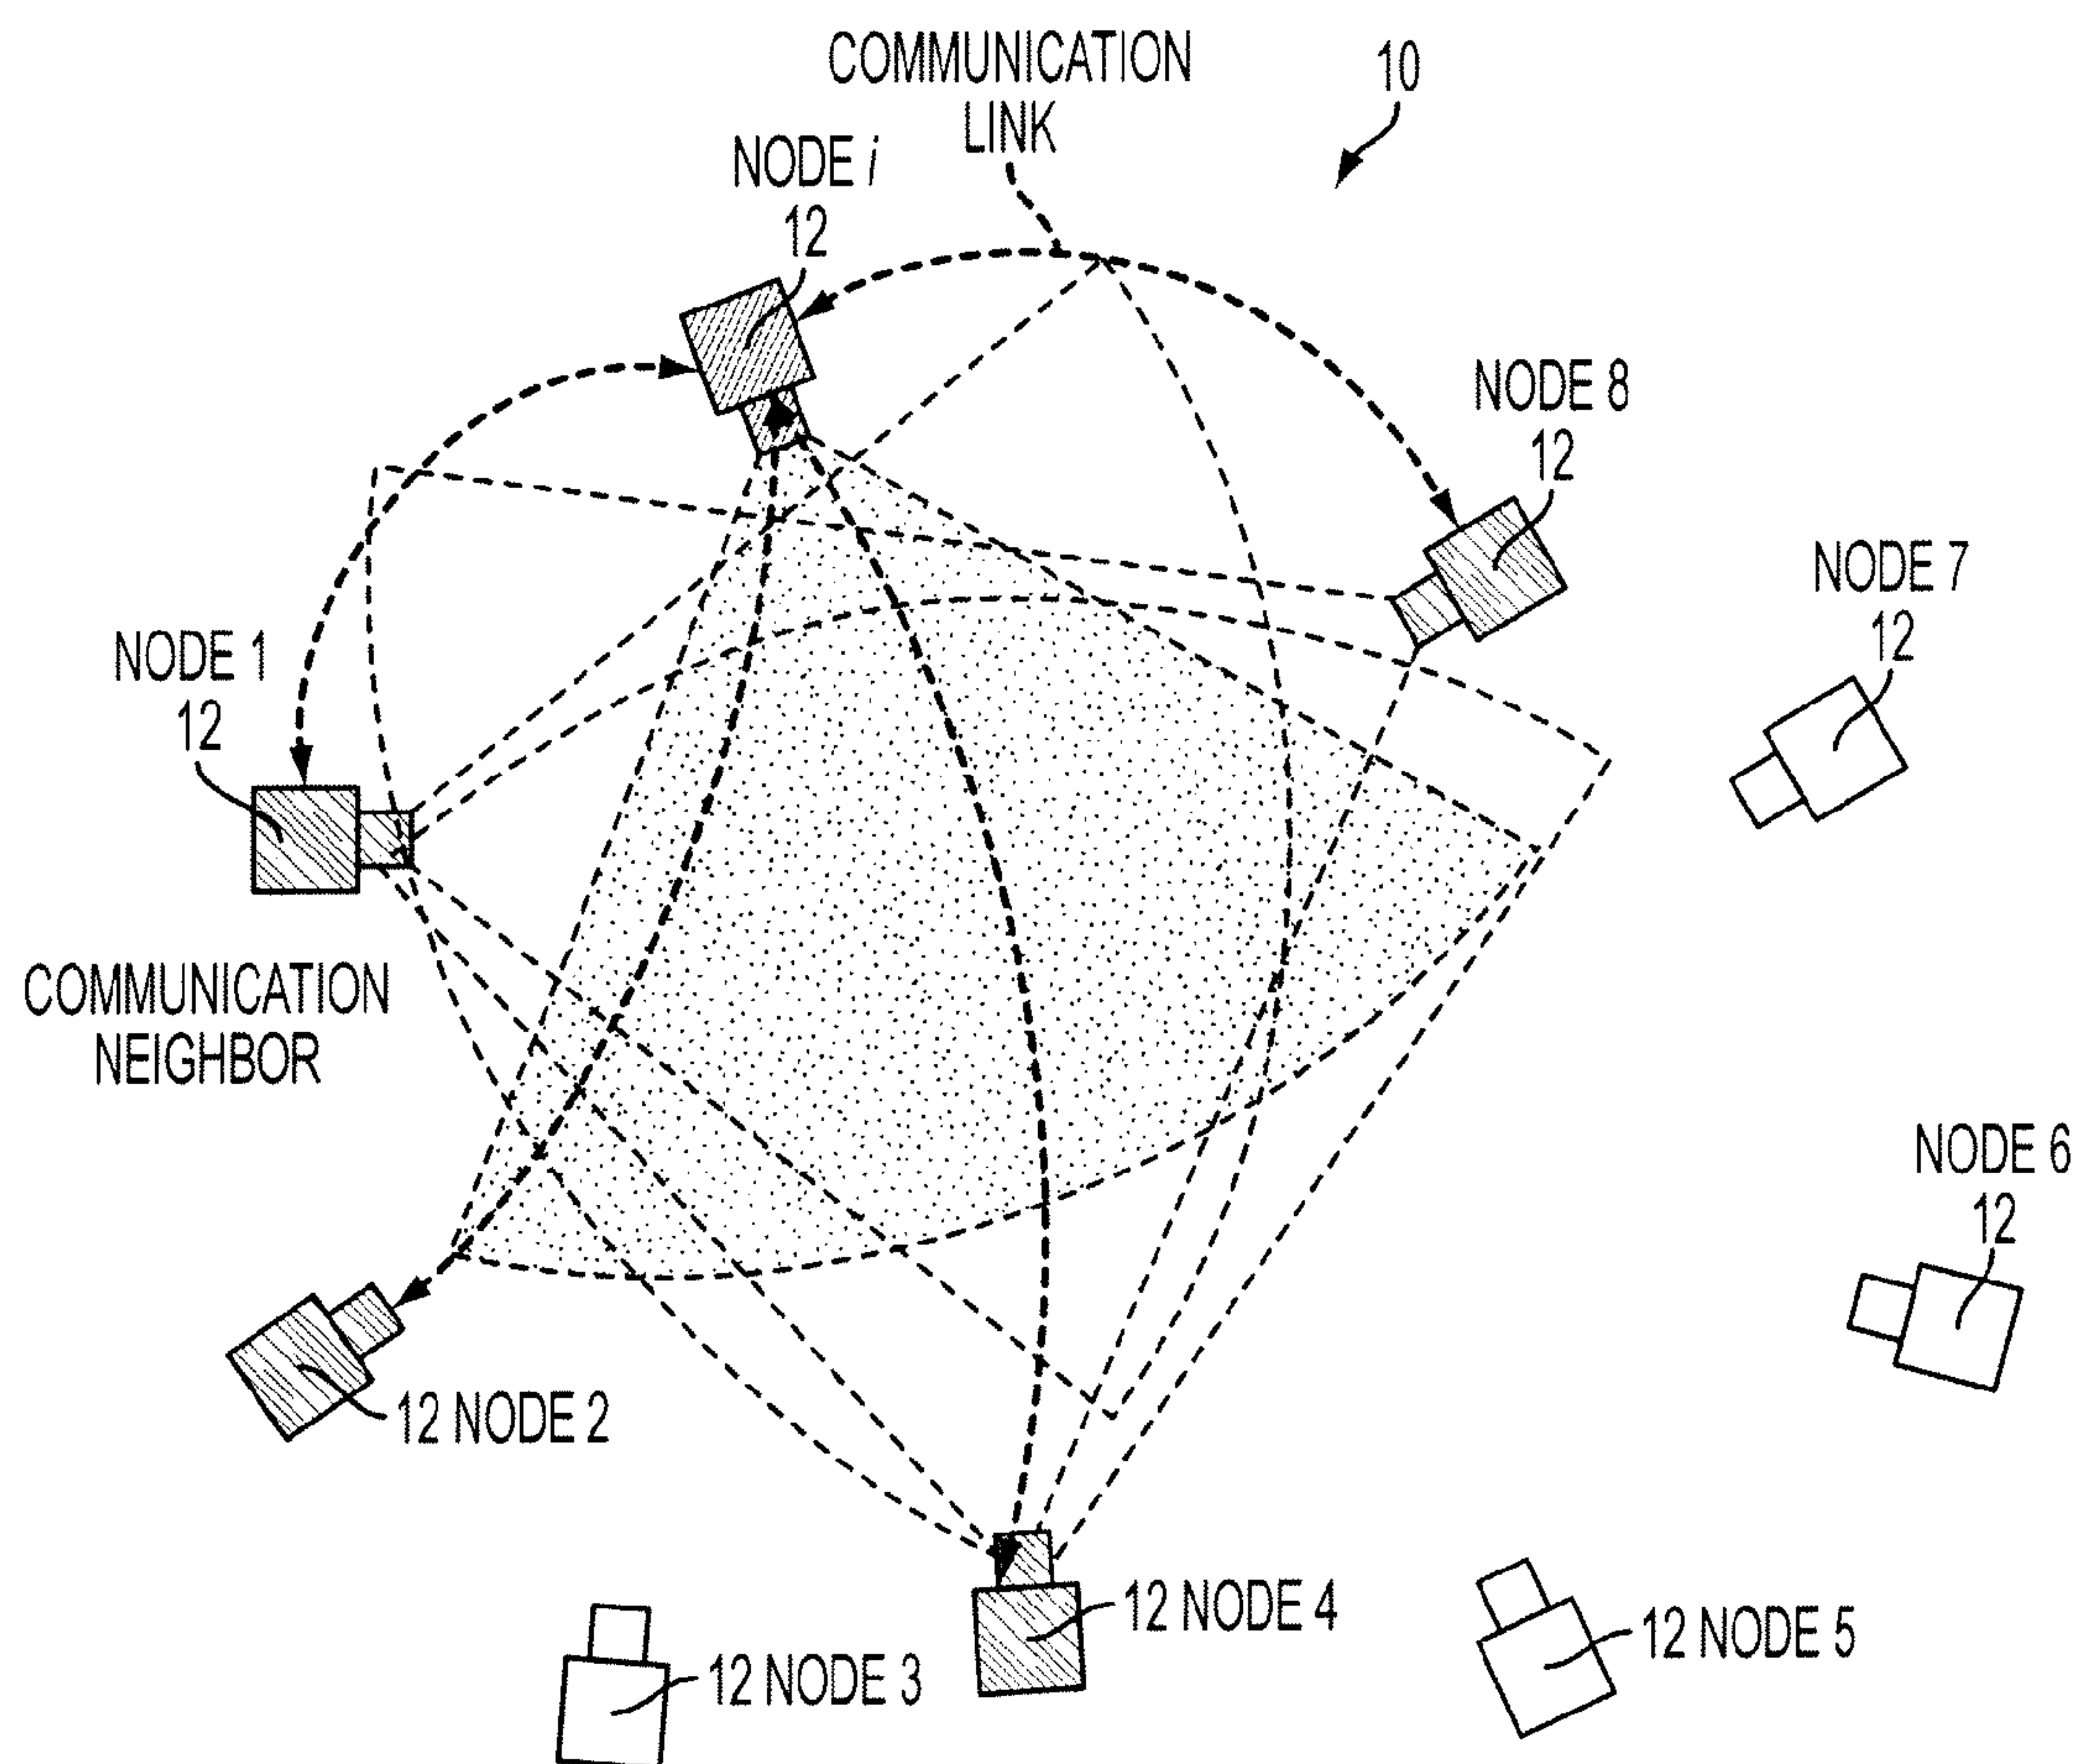 COMMUNICATION
LINK
10
NODE i
12
NODE 8
12
NODE 7
12
NODE 1
12
COMMUNICATION
NEIGHBOR
NODE 6
12
12 NODE 2
12 NODE 4
12 NODE 5
12 NODE 3